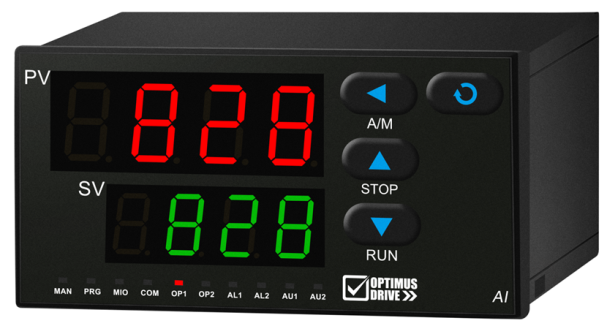 PV
828
A/M
STOP
SV
828
RUN
MAN PRG MIO COM OP1 OP2 AL1 AL2 AU1 AU2
OPTIMUS
DRIVE
AI